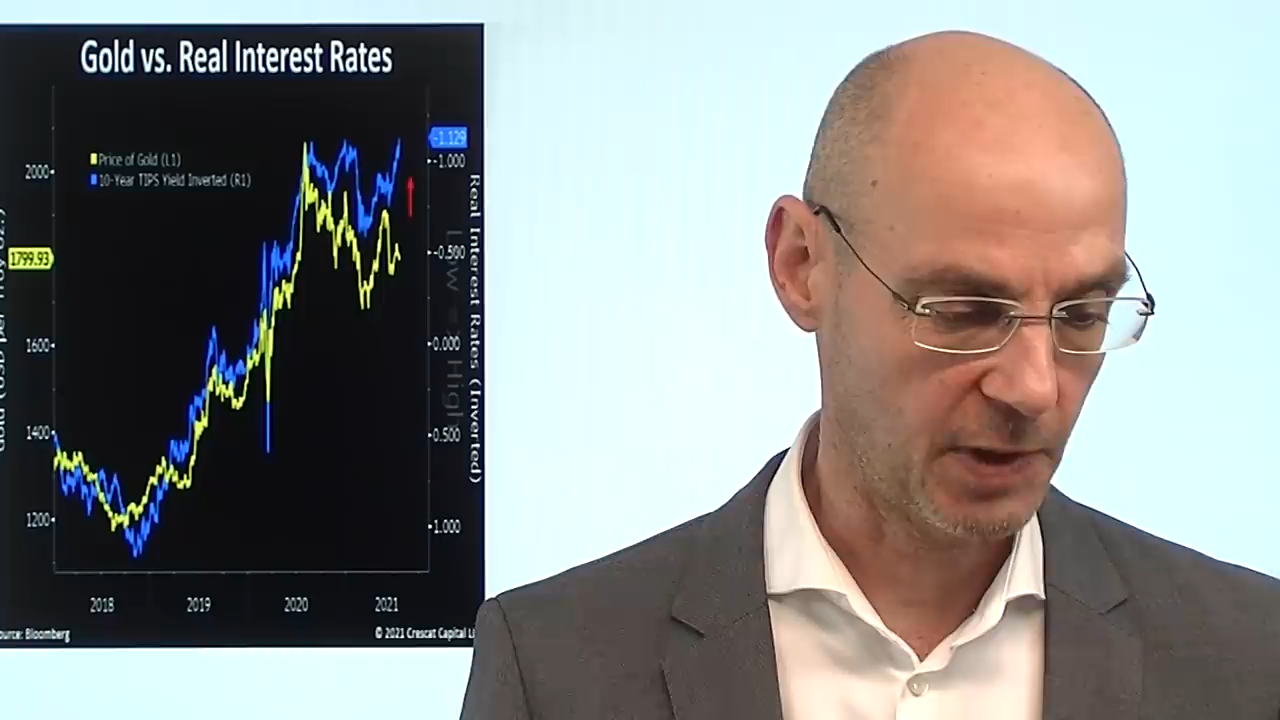 Gold vs. Real Interest Rates
Price of Gold (L1)
10-Year TIPS Yield Inverted (R1)
2000
1799.93
1600
1400
1200
-1.129
-1.000
-0.500
0.000
0.500
1.000
Real Interest Rates (Inverted)
Low High
2018 2019 2020 2021
Bloomberg
© 2021 Crescat Capital